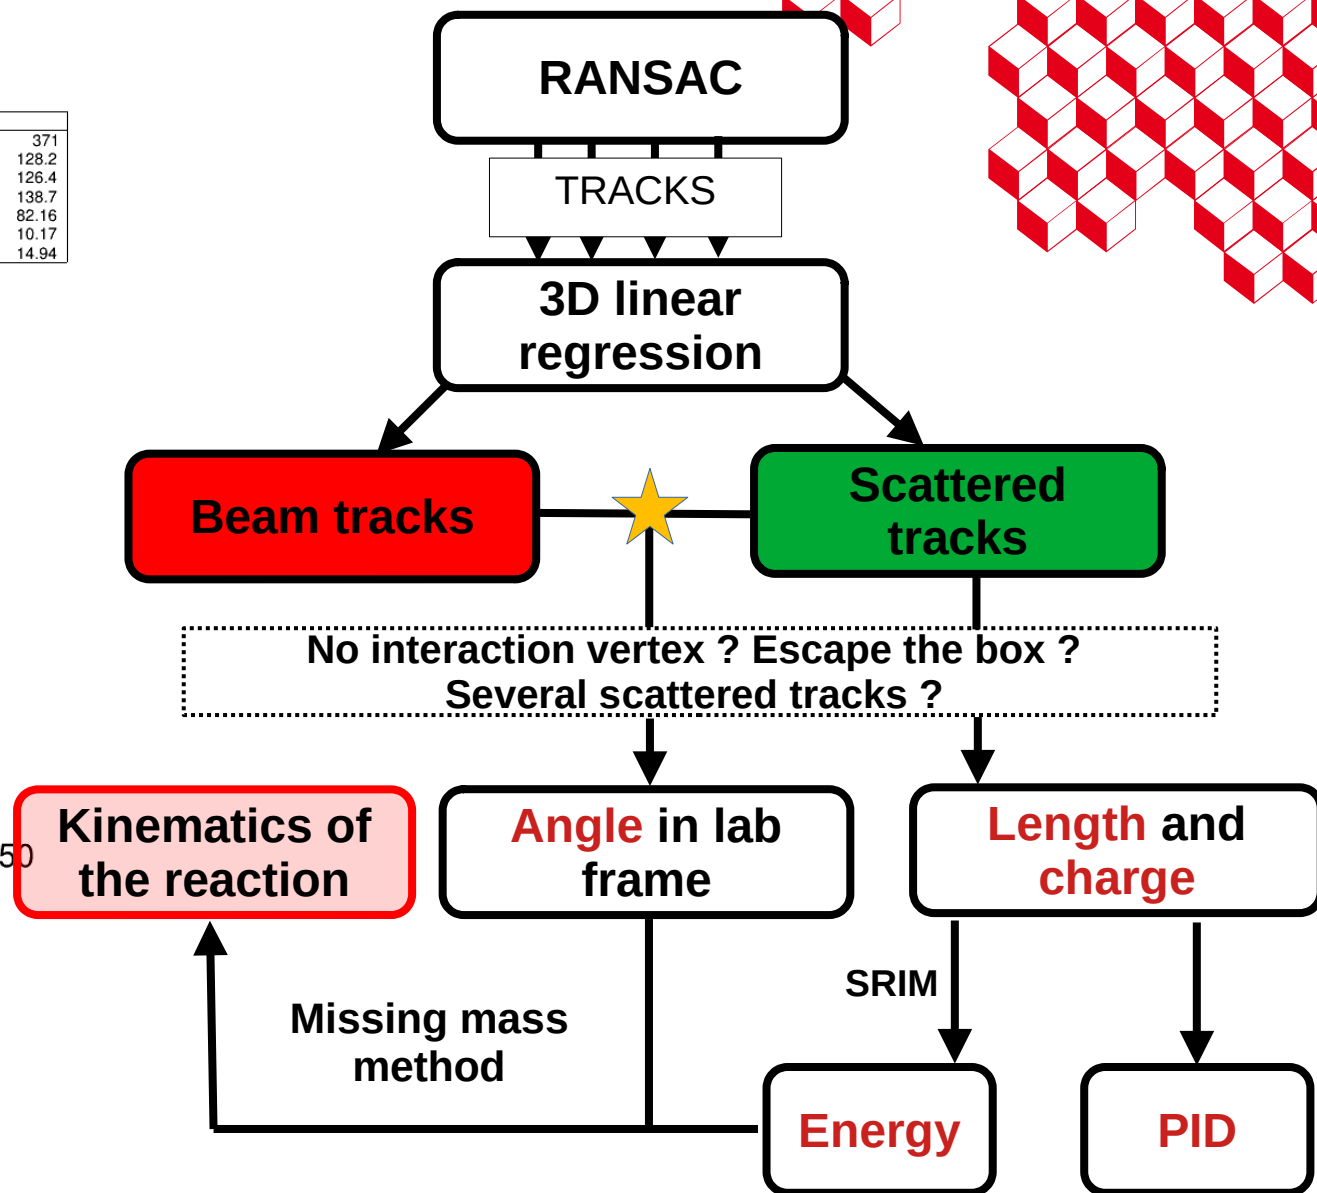 RANSAC
371
128.2
126.4
138.7
82.16
10.17
14.94
TRACKS
3D linear
regression
Beam tracks
Scattered
tracks
No interaction vertex ? Escape the box ?
Several scattered tracks ?
Kinematics of
the reaction
50
Angle in lab
frame
Length and
charge
SRIM
Missing mass
method
Energy
PID